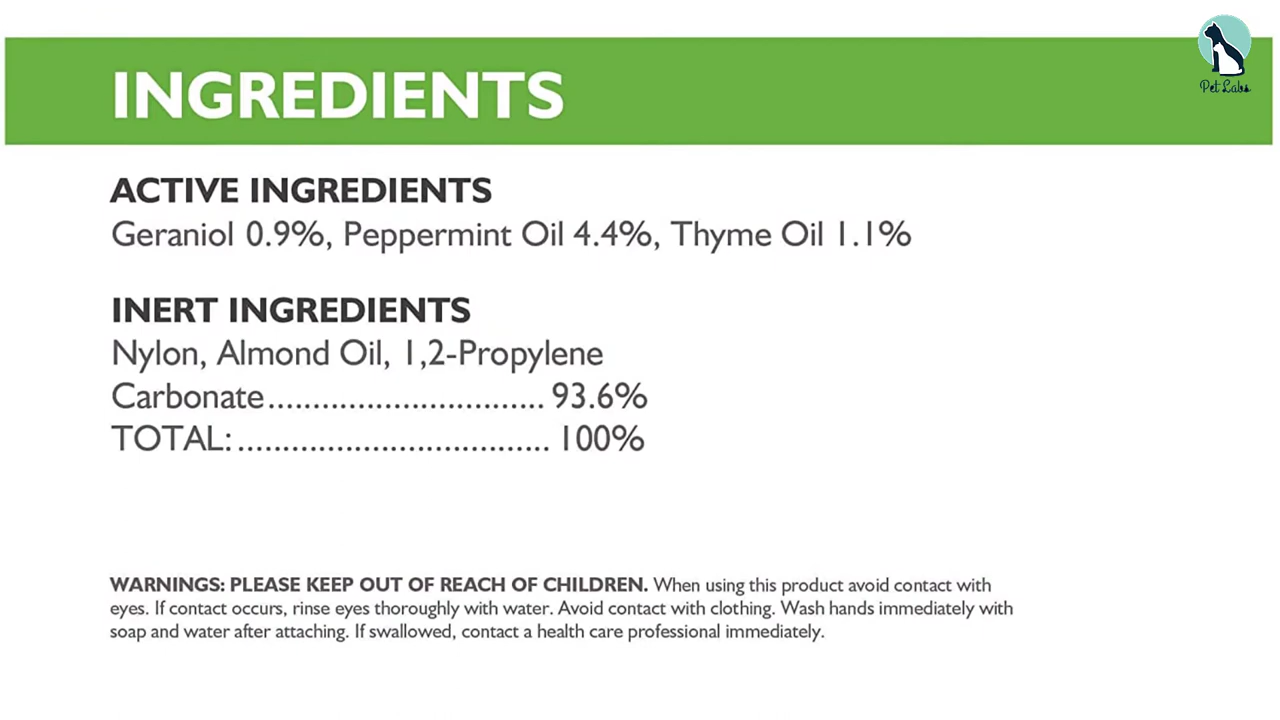 Pet Labs
INGREDIENTS
ACTIVE INGREDIENTS
Geraniol 0.9%, Peppermint Oil 4.4%, Thyme Oil 1.1%
INERT INGREDIENTS
Nylon, Almond Oil, 1,2-Propylene
Carbonate............................... 93.6%
TOTAL:................................... 100%
WARNINGS: PLEASE KEEP OUT OF REACH OF CHILDREN. When using this product avoid contact with
eyes. If contact occurs, rinse eyes thoroughly with water. Avoid contact with clothing. Wash hands immediately with
soap and water after attaching. If swallowed, contact a health care professional immediately.